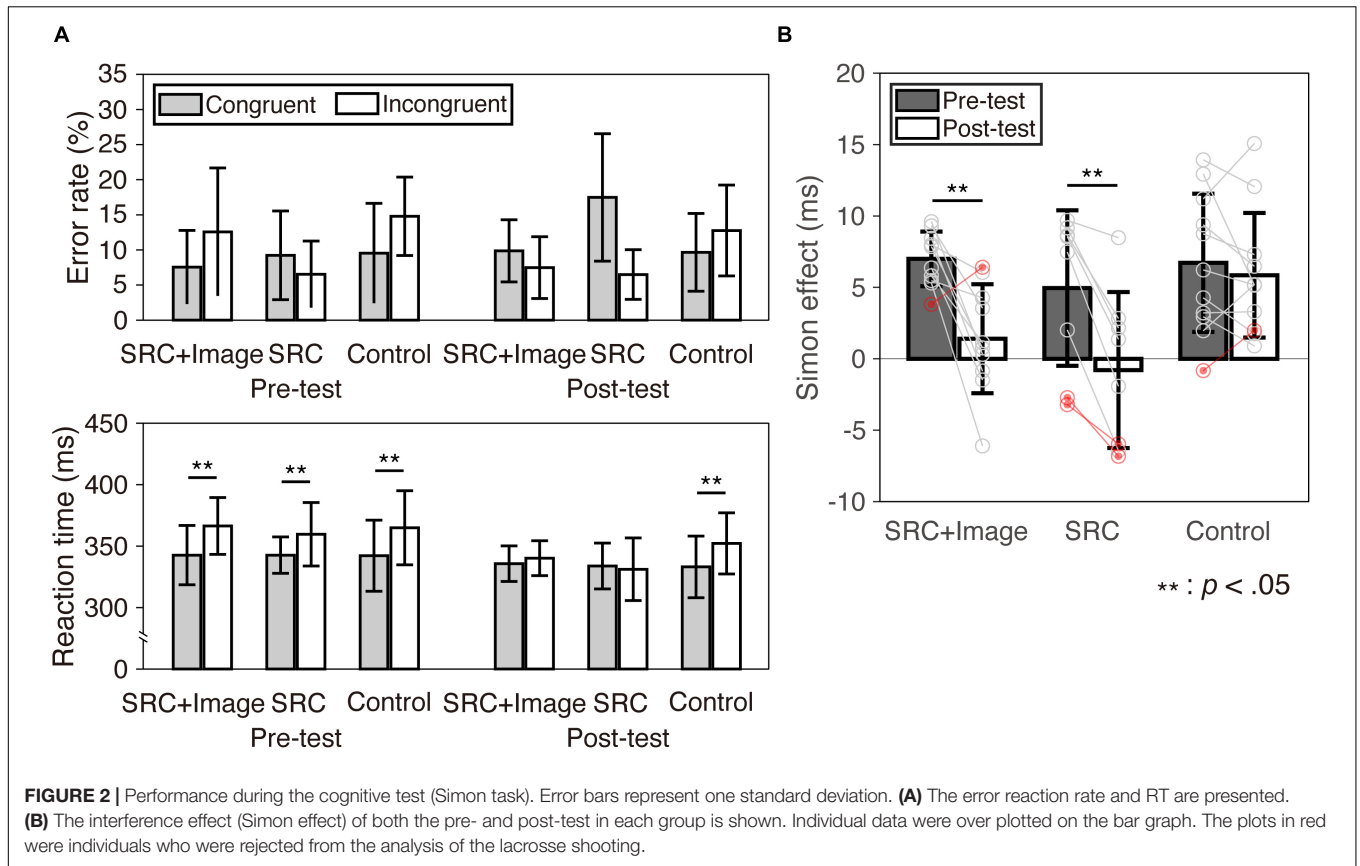 A
35
30
25
20
15
10
5
0
Error rate (%)
Congruent Incongruent
SRC+Image SRC Control SRC+Image SRC Control
Pre-test Post-test
450
400
350
300
0
Reaction time (ms)
** ** ** **
SRC+Image SRC Control SRC+Image SRC Control
Pre-test Post-test
B
20
15
10
5
0
-5
-10
Simon effect (ms)
Pre-test
Post-test
** **
SRC+Image SRC Control
** : p < .05
FIGURE 2 | Performance during the cognitive test (Simon task). Error bars represent one standard deviation. (A) The error reaction rate and RT are presented.
(B) The interference effect (Simon effect) of both the pre- and post-test in each group is shown. Individual data were over plotted on the bar graph. The plots in red
were individuals who were rejected from the analysis of the lacrosse shooting.